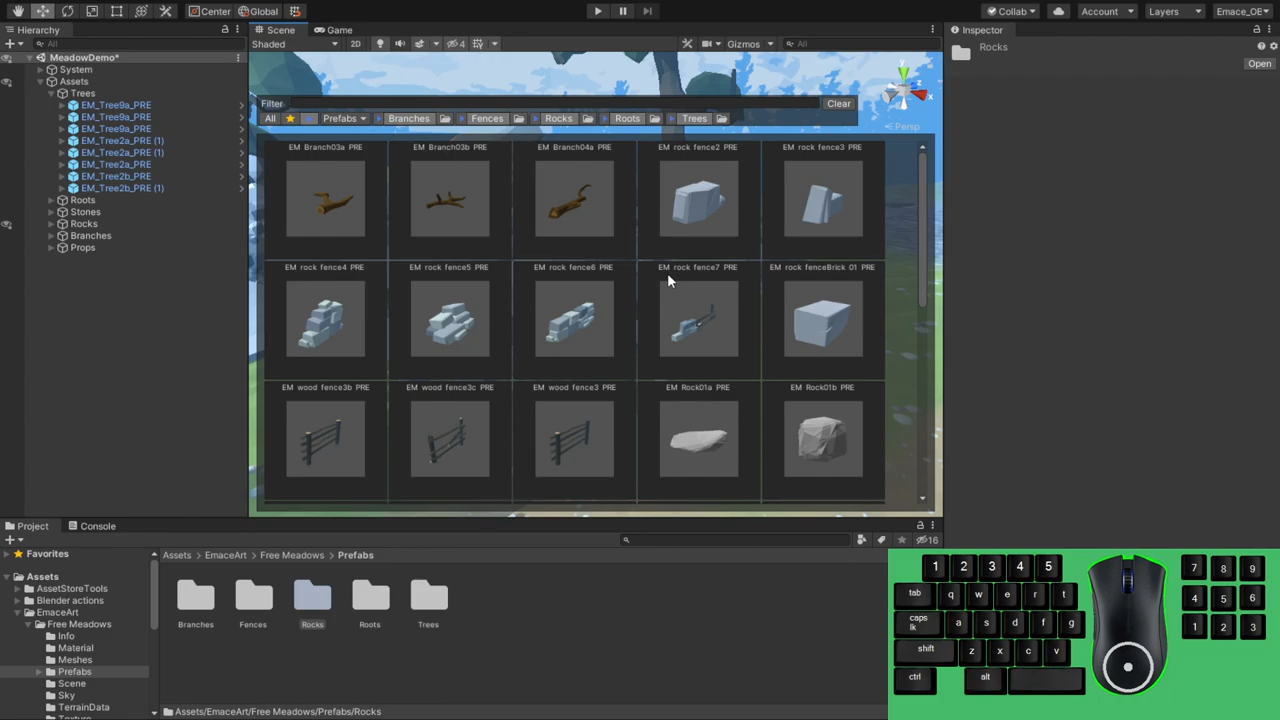 Center Global Collab Account Layers Emace_OE
Hierarchy Scene Game Inspector
All Shaded 2D 4 Gizmos All Rocks
Open
MeadowDemo*
System
Assets
Trees
EM_Tree9a_PRE
EM_Tree9a_PRE
EM_Tree9a_PRE
EM_Tree2a_PRE (1)
EM_Tree2a_PRE (1)
EM_Tree2a_PRE
EM_Tree2b_PRE
EM_Tree2b_PRE (1)
Roots
Stones
Rocks
Branches
Props
y
z
x
Persp
Filter Clear
All Prefabs Branches Fences Rocks Roots Trees
EM Branch03a PRE EM Branch03b PRE EM Branch04a PRE EM rock fence2 PRE EM rock fence3 PRE
EM rock fence4 PRE EM rock fence5 PRE EM rock fence6 PRE EM rock fence7 PRE EM rock fenceBrick 01 PRE
EM wood fence3b PRE EM wood fence3c PRE EM wood fence3 PRE EM Rock01a PRE EM Rock01b PRE
Project Console
16
Favorites
Assets
AssetStoreTools
Blender actions
EmaceArt
Free Meadows
Info
Material
Meshes
Prefabs
Scene
Sky
TerrainData
Texture
Assets EmaceArt Free Meadows Prefabs
Branches Fences Rocks Roots Trees
Assets/EmaceArt/Free Meadows/Prefabs/Rocks
1 2 3 4 5
tab q w e r t
caps lk a s d f g
shift z x c v
ctrl alt
7 8 9
4 5 6
1 2 3